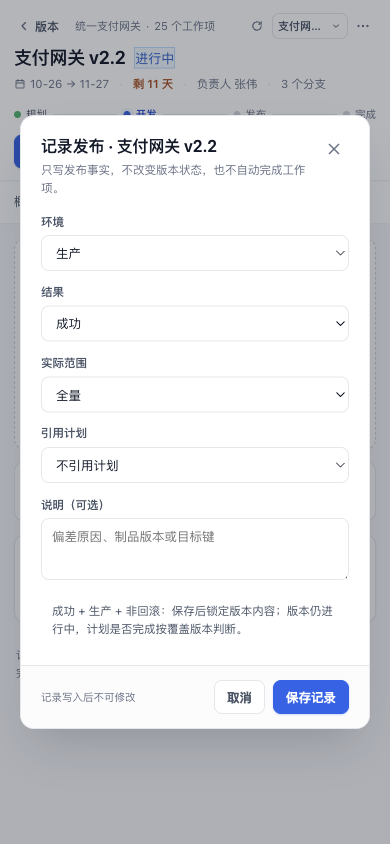 版本
统一支付网关 · 25 个工作项
支付网...
支付网关 v2.2 进行中
10-26 → 11-27 · 剩 11 天 · 负责人 张伟 · 3 个分支
规划 开发 发布 完成
记录发布 · 支付网关 v2.2
只写发布事实，不改变版本状态，也不自动完成工作
项。
环境
生产
结果
成功
实际范围
全量
引用计划
不引用计划
说明（可选）
偏差原因、制品版本或目标键
成功 + 生产 + 非回滚：保存后锁定版本内容；版本仍进
行中，计划是否完成按覆盖版本判断。
记录写入后不可修改
取消
保存记录